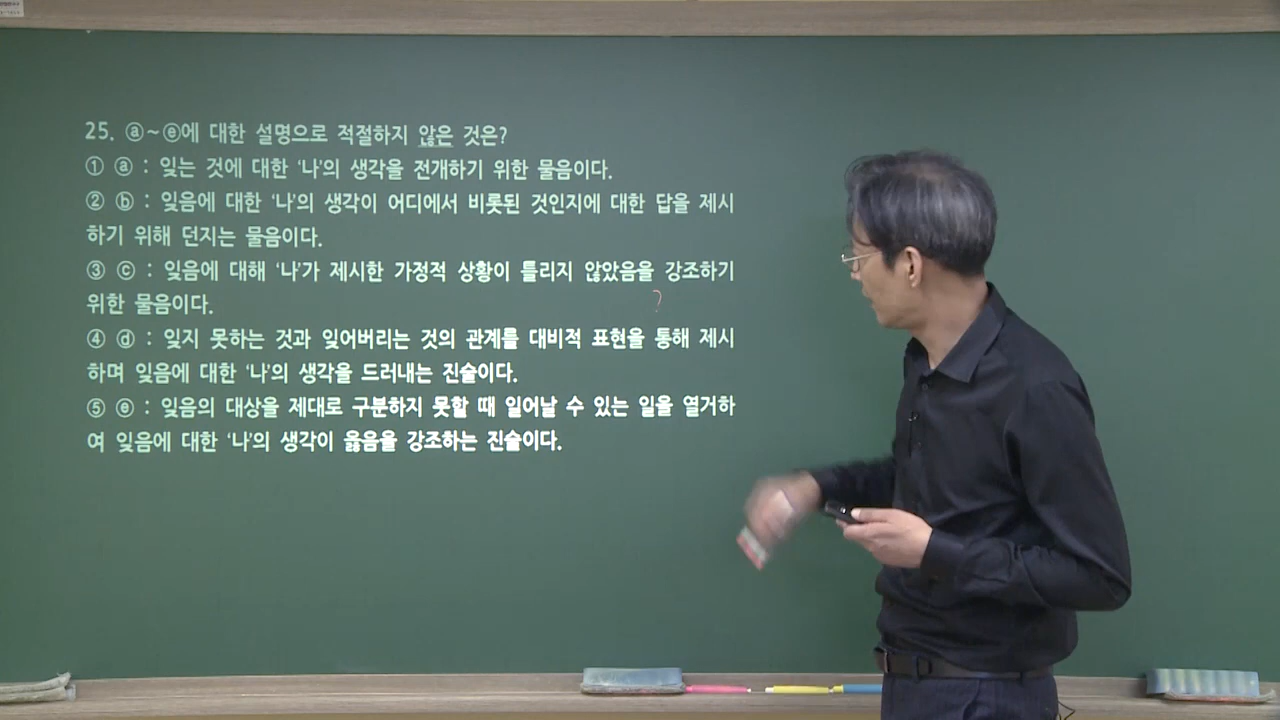 25. ⓐ~ⓔ에 대한 설명으로 적절하지 않은 것은?
① ⓐ : 잊는 것에 대한 '나'의 생각을 전개하기 위한 물음이다.
② ⓑ : 잊음에 대한 '나'의 생각이 어디에서 비롯된 것인지에 대한 답을 제시
하기 위해 던지는 물음이다.
③ ⓒ : 잊음에 대해 '나'가 제시한 가정적 상황이 틀리지 않았음을 강조하기
위한 물음이다.
④ ⓓ : 잊지 못하는 것과 잊어버리는 것의 관계를 대비적 표현을 통해 제시
하며 잊음에 대한 '나'의 생각을 드러내는 진술이다.
⑤ ⓔ : 잊음의 대상을 제대로 구분하지 못할 때 일어날 수 있는 일을 열거하
여 잊음에 대한 '나'의 생각이 옳음을 강조하는 진술이다.